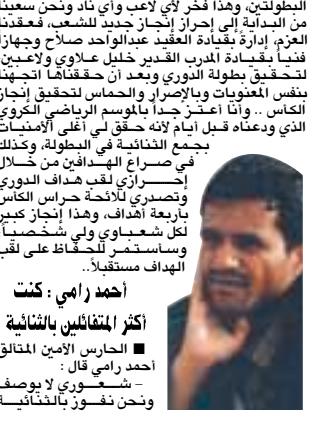 البطولتين، وهذا فخر لأي لاعب وأي ناد ونحن سعينا
من البداية إلى إحراز إنجاز جديد للشعب، فعقدنا
العزم، إدارةً بقيادة العقيد عبدالواحد صلاح وجهازاً
فنياً بقيادة المدرب القدير خليل علاوي ولاعبين،
لتحقيق بطولة الدوري وبعد أن حققناها اتجهنا
بنفس المعنويات وبالإصرار والحماس لتحقيق إنجاز
الكأس .. وأنا أعتز جداً بالموسم الرياضي الكروي
الذي ودعناه قبل أيام لأنه حقق لي أغلى الأمنيات
بجمع الثنائية في البطولة، وكذلك
في صراع الهدافين من خلال
إحرازي لقب هداف الدوري
وتصدري للائحة حراس الكأس
بأربعة أهداف، وهذا إنجاز كبير
لكل شعباوي ولي شخصياً،
وسأستمر للحفاظ على لقب
الهداف مستقبلاً..
أحمد رامي : كنت
أكثر المتفائلين بالثنائية
■ الحارس الأمين المتألق
أحمد رامي قال :
- شعوري لا يوصف
ونحن نفوز بالثنائية